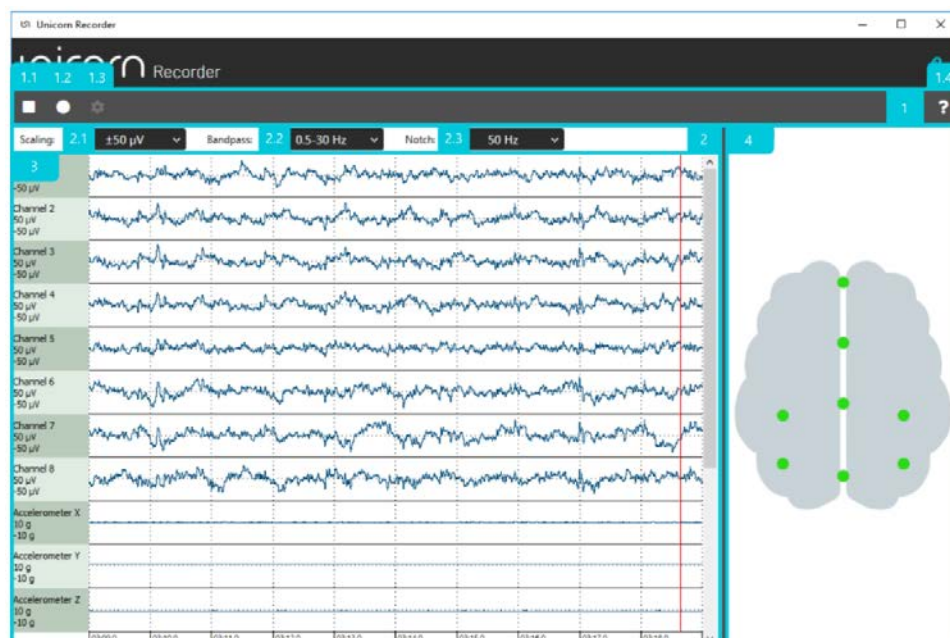 Unicorn Recorder
unicorn Recorder
1.1 1.2 1.3 1.4
1 ?
Scaling: 2.1 ±50 µV Bandpass: 2.2 0.5-30 Hz Notch: 2.3 50 Hz 2 4
3
-50 µV
Channel 2
50 µV
-50 µV
Channel 3
50 µV
-50 µV
Channel 4
50 µV
-50 µV
Channel 5
50 µV
-50 µV
Channel 6
50 µV
-50 µV
Channel 7
50 µV
-50 µV
Channel 8
50 µV
-50 µV
Accelerometer X
10 g
-10 g
Accelerometer Y
10 g
-10 g
Accelerometer Z
10 g
-10 g